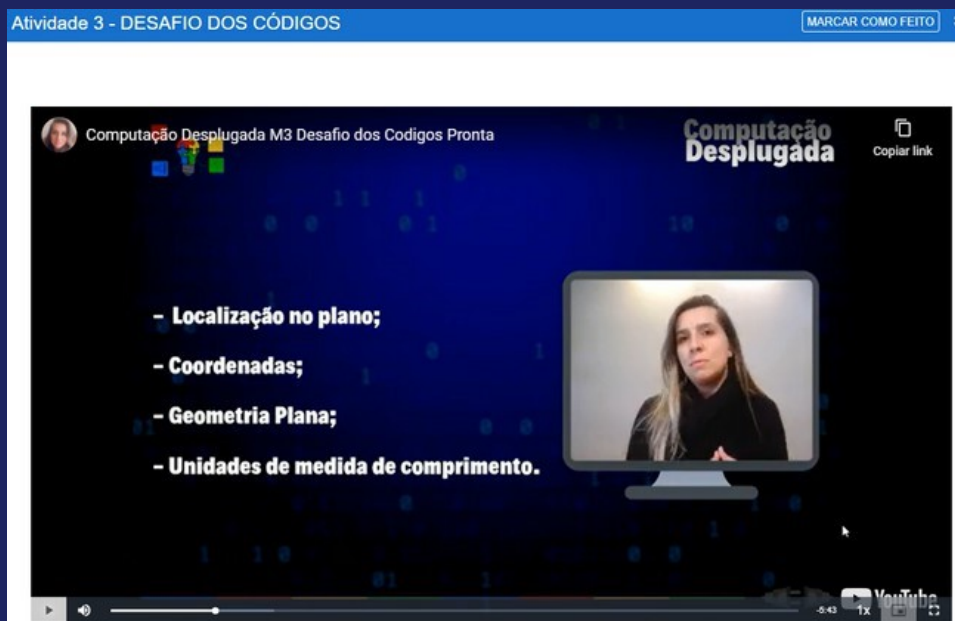 Atividade 3 - DESAFIO DOS CÓDIGOS
MARCAR COMO FEITO
Computação Desplugada M3 Desafio dos Codigos Pronta
Computação
Desplugada
Copiar link
- Localização no plano;
- Coordenadas;
- Geometria Plana;
- Unidades de medida de comprimento.
-5:43
1x
YouTube